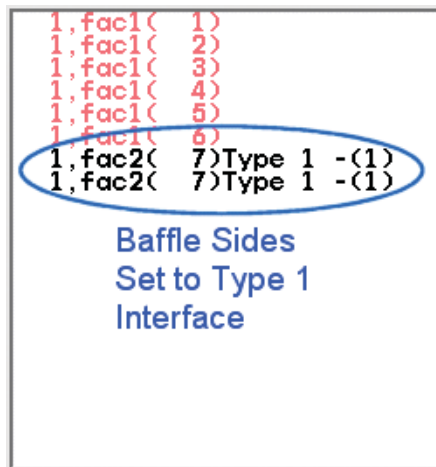 1,fac1(  1)
1,fac1(  2)
1,fac1(  3)
1,fac1(  4)
1,fac1(  5)
1,fac1(  6)
1,fac2(  7)Type 1 -(1)
1,fac2(  7)Type 1 -(1)
Baffle Sides
Set to Type 1
Interface